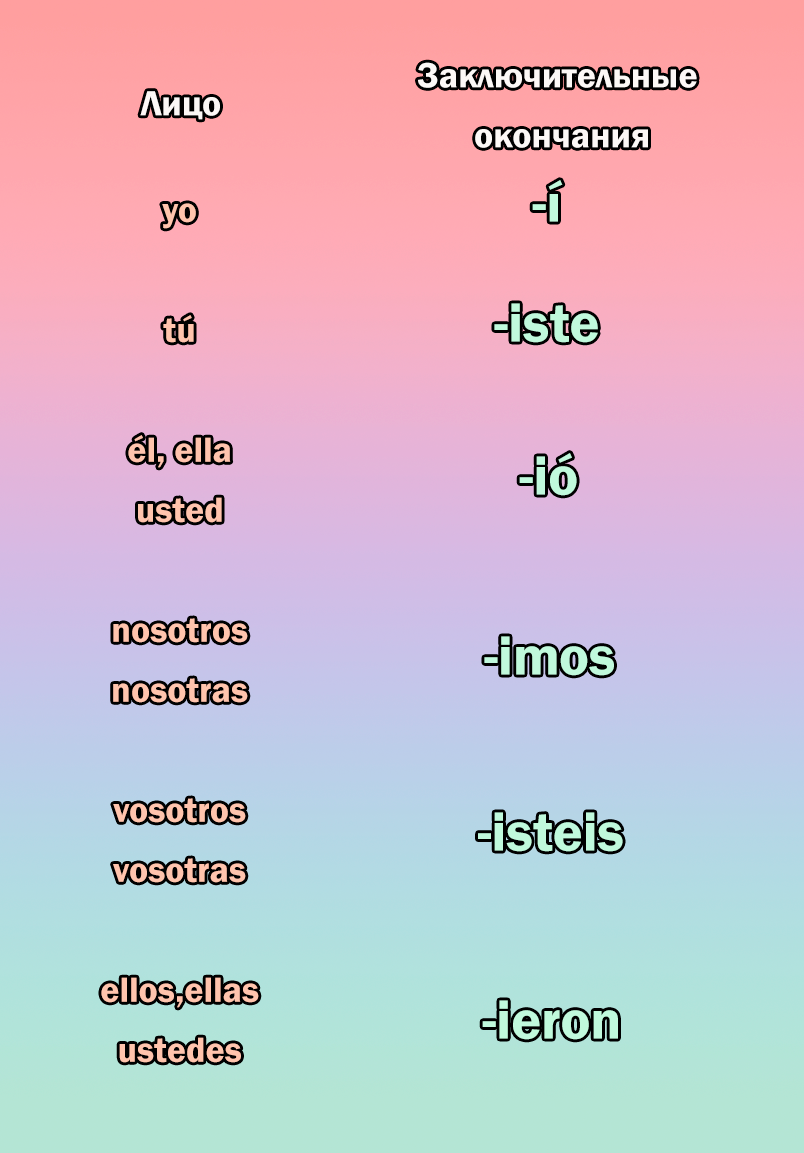 Лицо
Заключительные
окончания
yo
-í
tú
-iste
él, ella
usted
-ió
nosotros
nosotras
-imos
vosotros
vosotras
-isteis
ellos,ellas
ustedes
-ieron